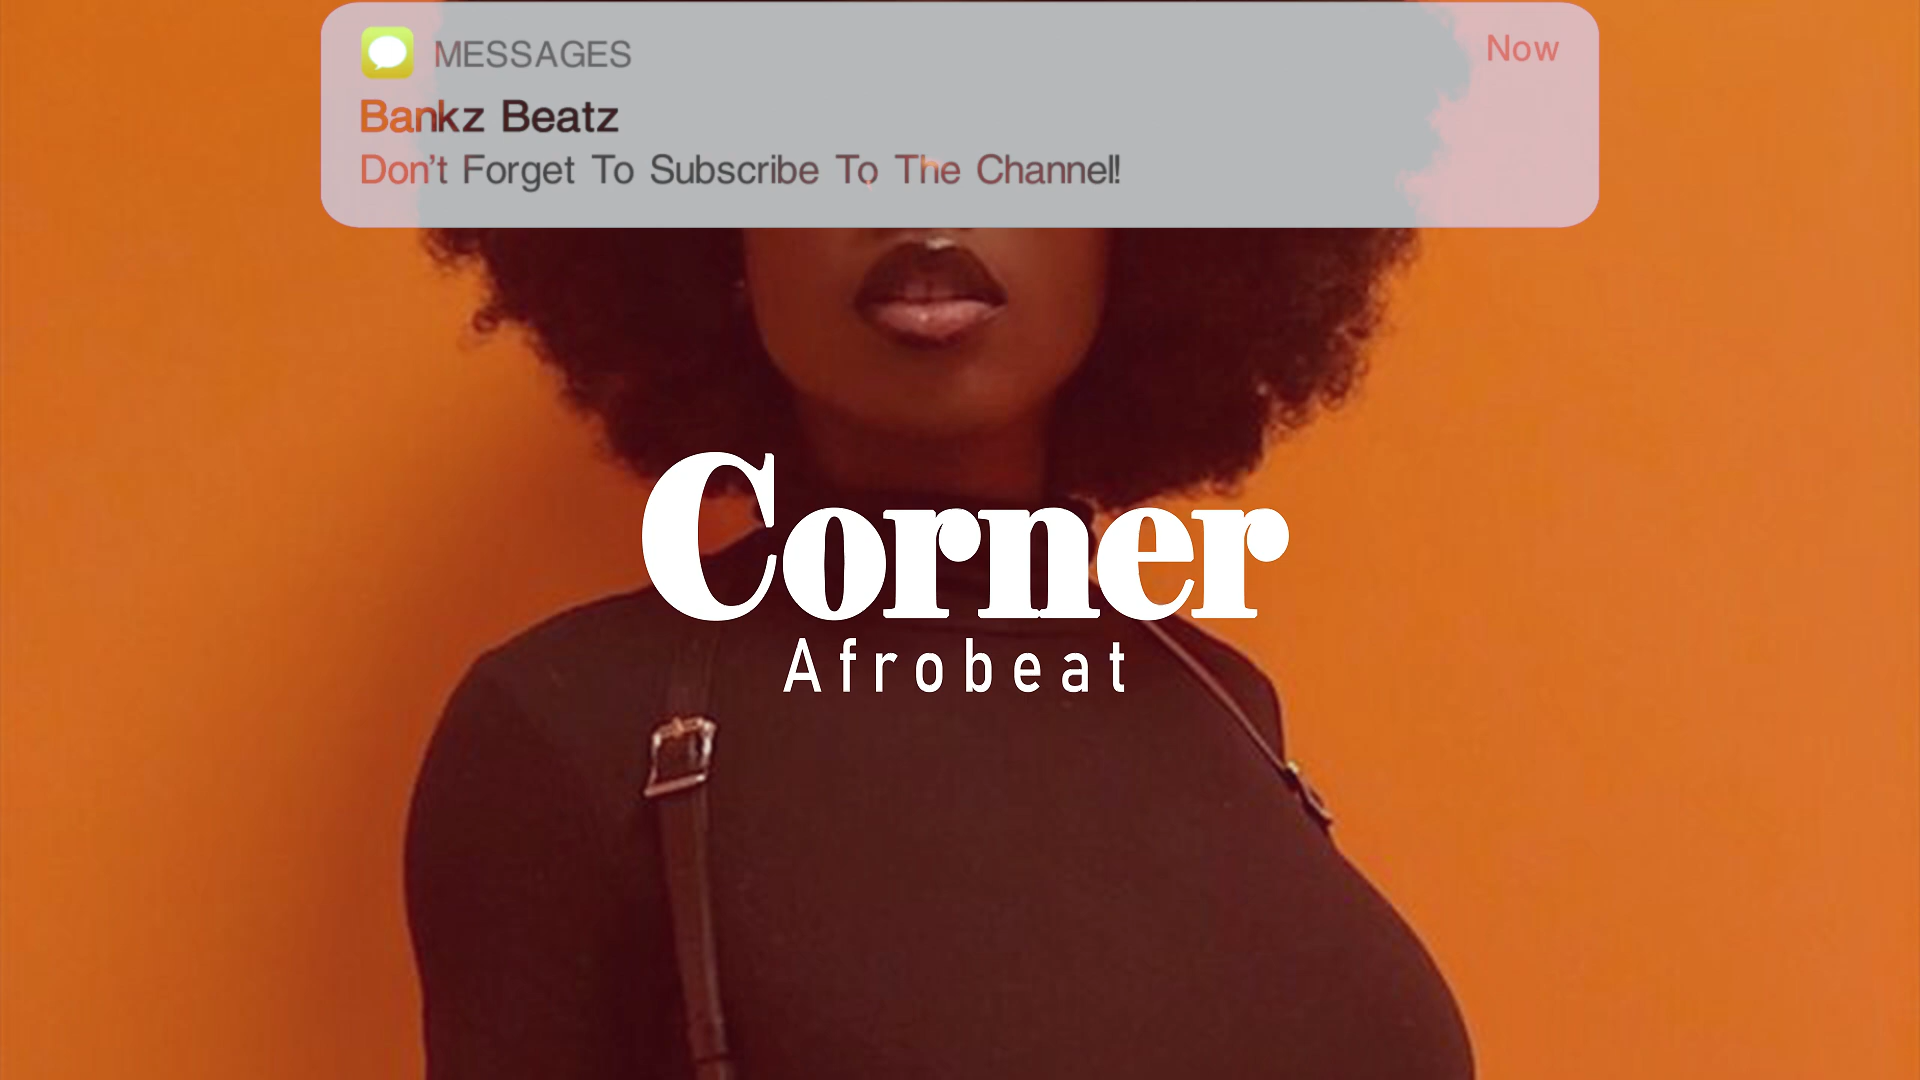 MESSAGES
Now
Bankz Beatz
Don't Forget To Subscribe To The Channel!
Corner
Afrobeat